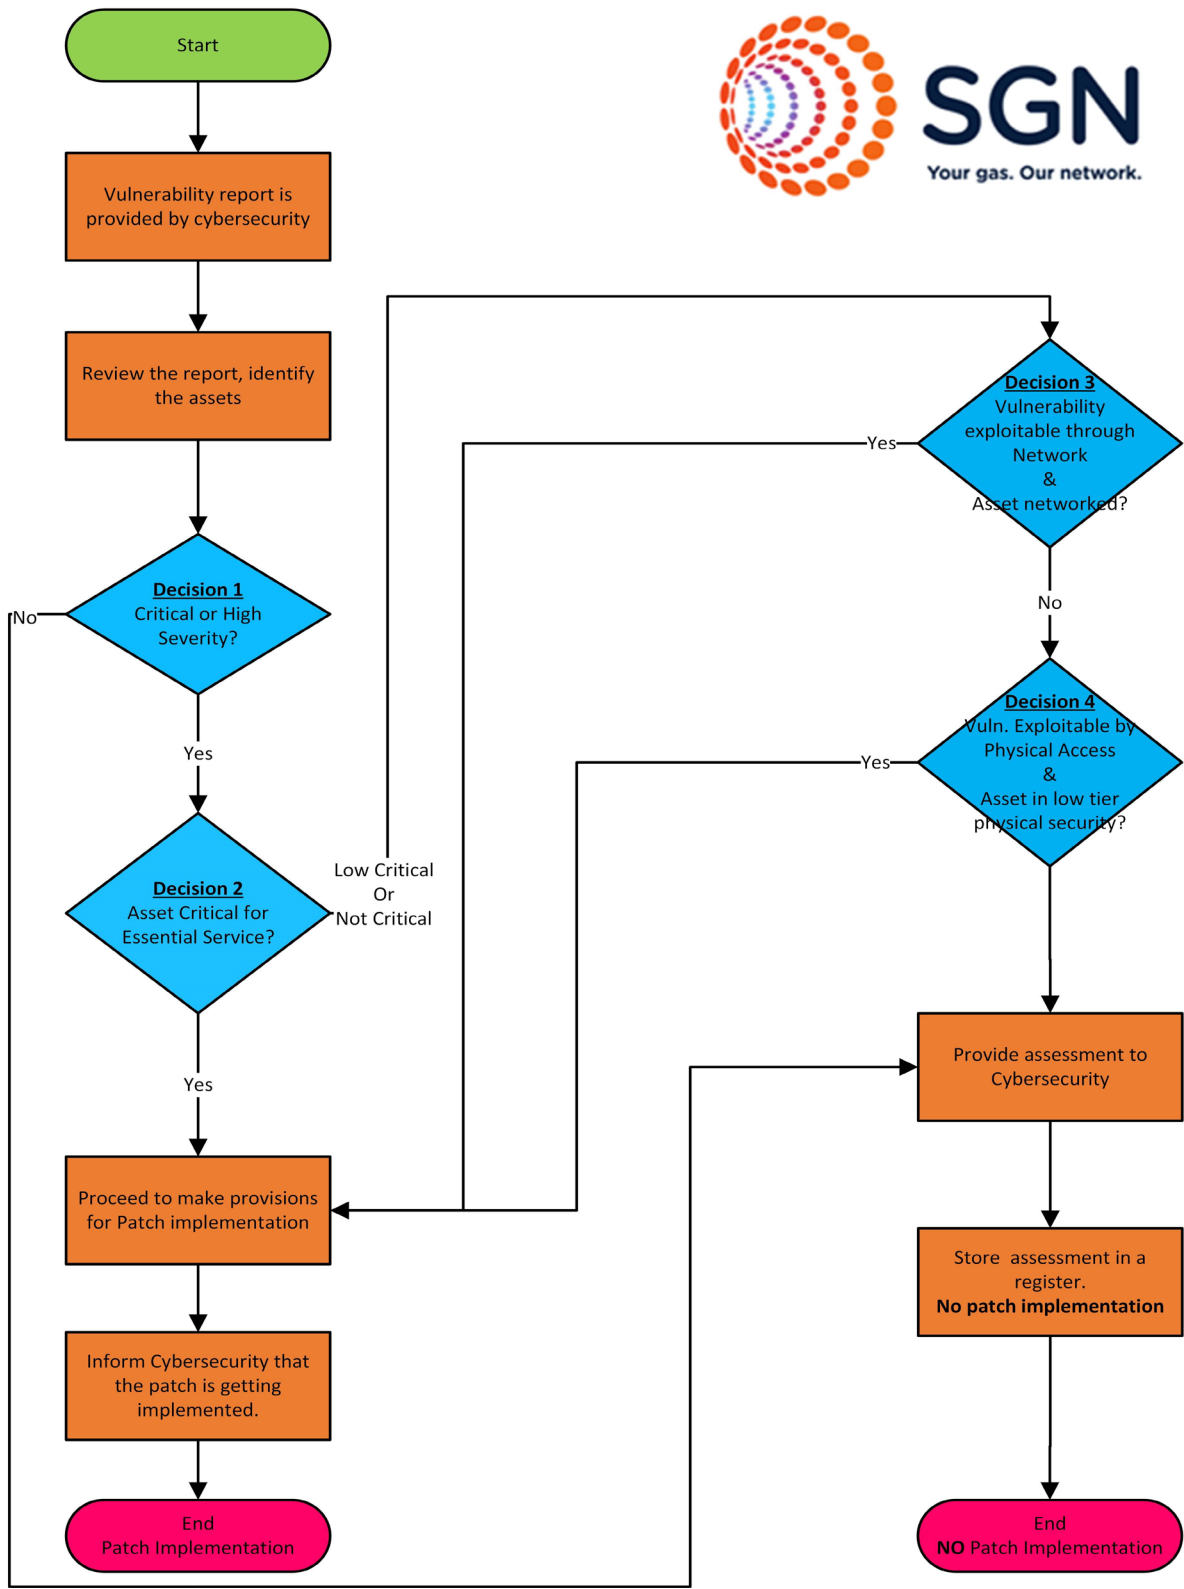 Start
SGN
Your gas. Our network.
Vulnerability report is
provided by cybersecurity
Review the report, identify
the assets
Decision 3
Vulnerability
exploitable through
Network
&
Asset networked?
Yes
No
Decision 1
Critical or High
Severity?
No
Yes
Decision 4
Vuln. Exploitable by
Physical Access
&
Asset in low tier
physical security?
Yes
Decision 2
Asset Critical for
Essential Service?
Low Critical
Or
Not Critical
Yes
Provide assessment to
Cybersecurity
Proceed to make provisions
for Patch implementation
Store assessment in a
register.
No patch implementation
Inform Cybersecurity that
the patch is getting
implemented.
End
Patch Implementation
End
NO Patch Implementation